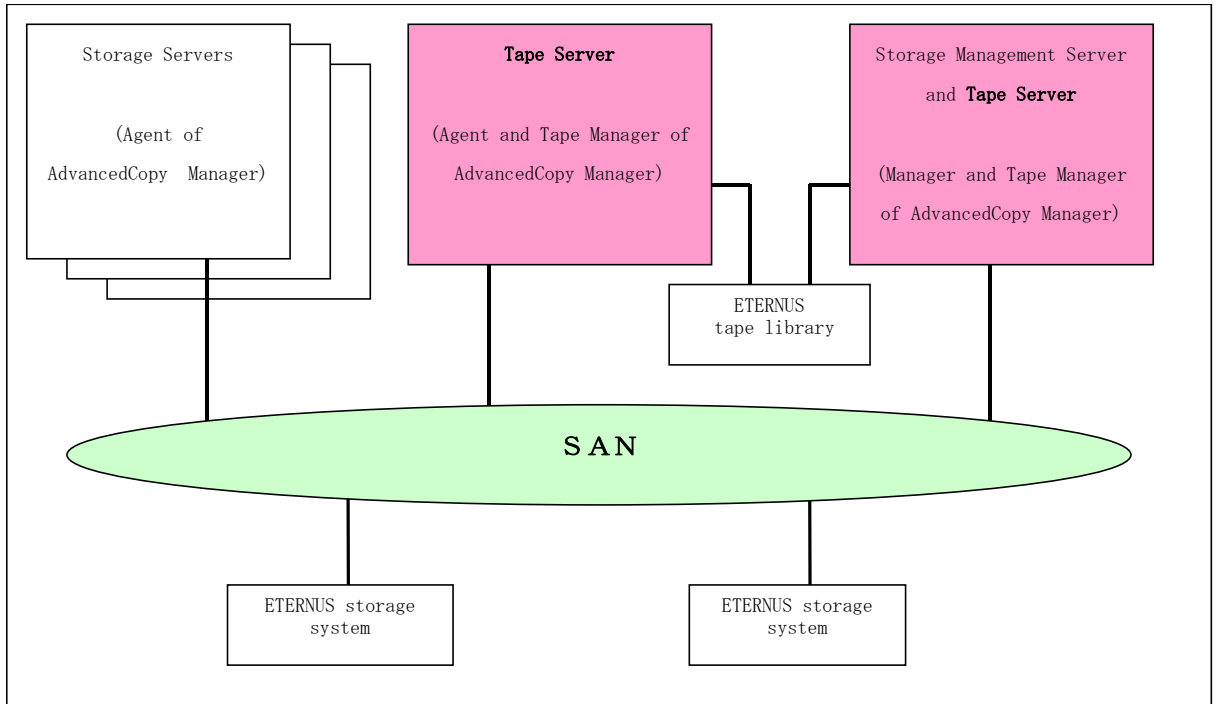 Storage Servers
(Agent of
AdvancedCopy Manager)
Tape Server
(Agent and Tape Manager of
AdvancedCopy Manager)
Storage Management Server
and Tape Server
(Manager and Tape Manager
of AdvancedCopy Manager)
ETERNUS
tape library
SAN
ETERNUS storage
system
ETERNUS storage
system